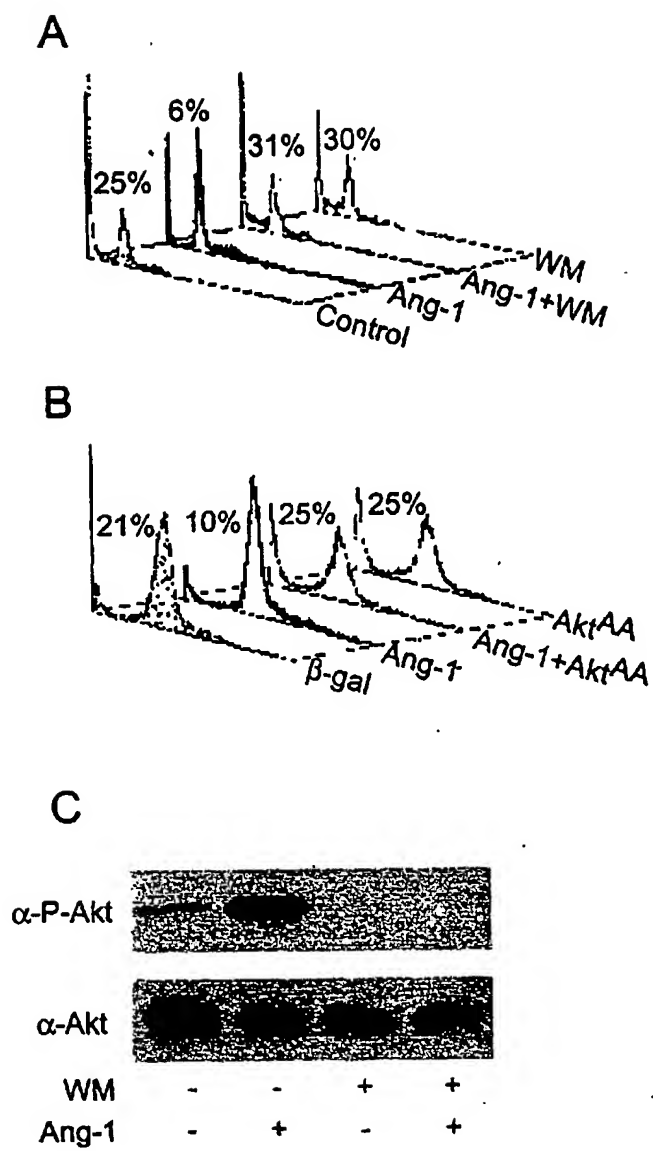 A
25%
6%
31%
30%
Control
Ang-1
Ang-1+WM
WM
B
21%
10%
25%
25%
β-gal
Ang-1
Ang-1+AktAA
AktAA
C
α-P-Akt
α-Akt
WM - - + +
Ang-1 - + - +